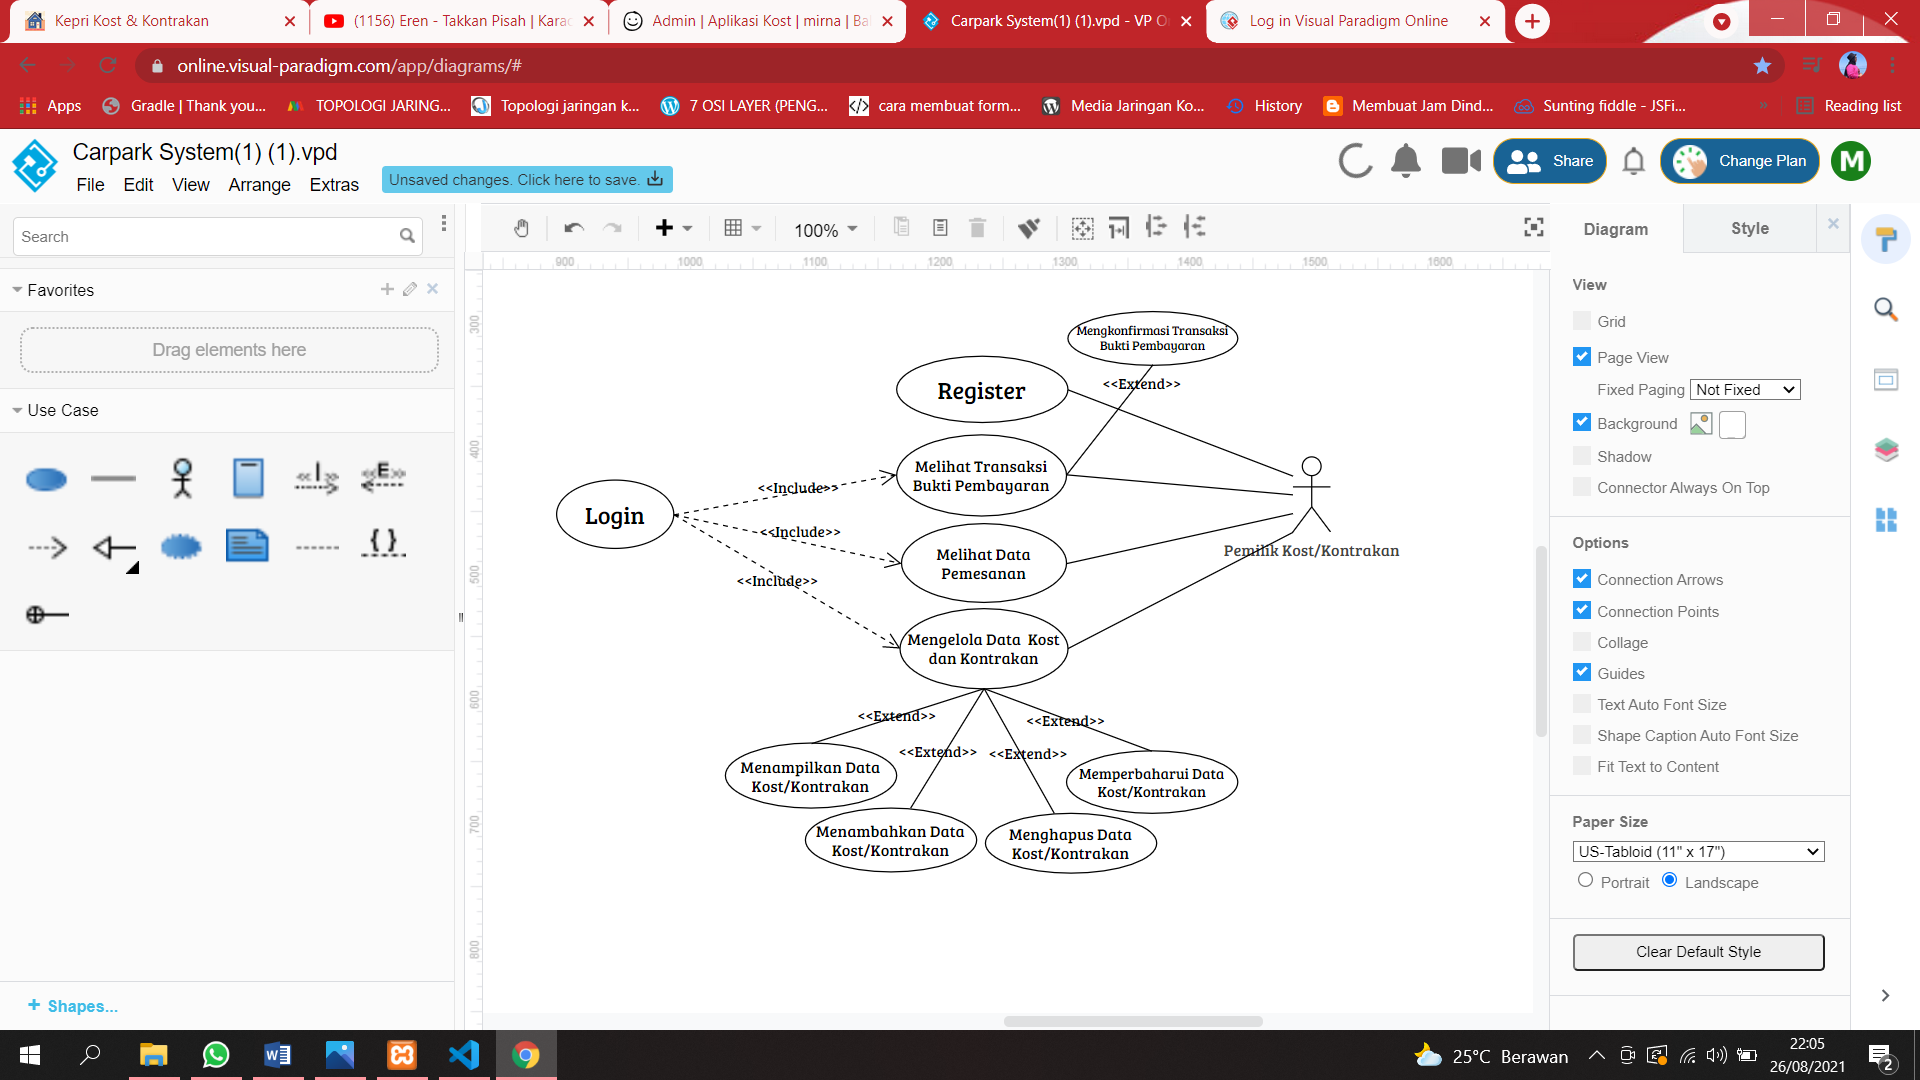 Kepri Kost & Kontrakan
(1156) Eren - Takkan Pisah | Karao
Admin | Aplikasi Kost | mirna | Ba
Carpark System(1) (1).vpd - VP O
Log in Visual Paradigm Online
online.visual-paradigm.com/app/diagrams/#
Apps
Gradle | Thank you...
TOPOLOGI JARING...
Topologi jaringan k...
7 OSI LAYER (PENG...
cara membuat form...
Media Jaringan Ko...
History
Membuat Jam Dind...
Sunting fiddle - JSFi...
»
Reading list
Carpark System(1) (1).vpd
File Edit View Arrange Extras
Unsaved changes. Click here to save.
Share
Change Plan
M
Search
100%
Diagram
Style
Favorites
Drag elements here
Use Case
<<I>>
<<E>>
{ }
+ Shapes...
900 1000 1100 1200 1300 1400 1500 1600
300
400
500
600
700
800
Mengkonfirmasi Transaksi
Bukti Pembayaran
<<Extend>>
Register
Melihat Transaksi
Bukti Pembayaran
<<Include>>
Login
<<Include>>
Melihat Data
Pemesanan
Pemilik Kost/Kontrakan
<<Include>>
Mengelola Data  Kost
dan Kontrakan
<<Extend>>
<<Extend>>
<<Extend>>
<<Extend>>
Menampilkan Data
Kost/Kontrakan
Memperbaharui Data
Kost/Kontrakan
Menambahkan Data
Kost/Kontrakan
Menghapus Data
Kost/Kontrakan
View
Grid
Page View
Fixed Paging Not Fixed
Background
Shadow
Connector Always On Top
Options
Connection Arrows
Connection Points
Collage
Guides
Text Auto Font Size
Shape Caption Auto Font Size
Fit Text to Content
Paper Size
US-Tabloid (11" x 17")
Portrait Landscape
Clear Default Style
25°C Berawan
22:05
26/08/2021
2